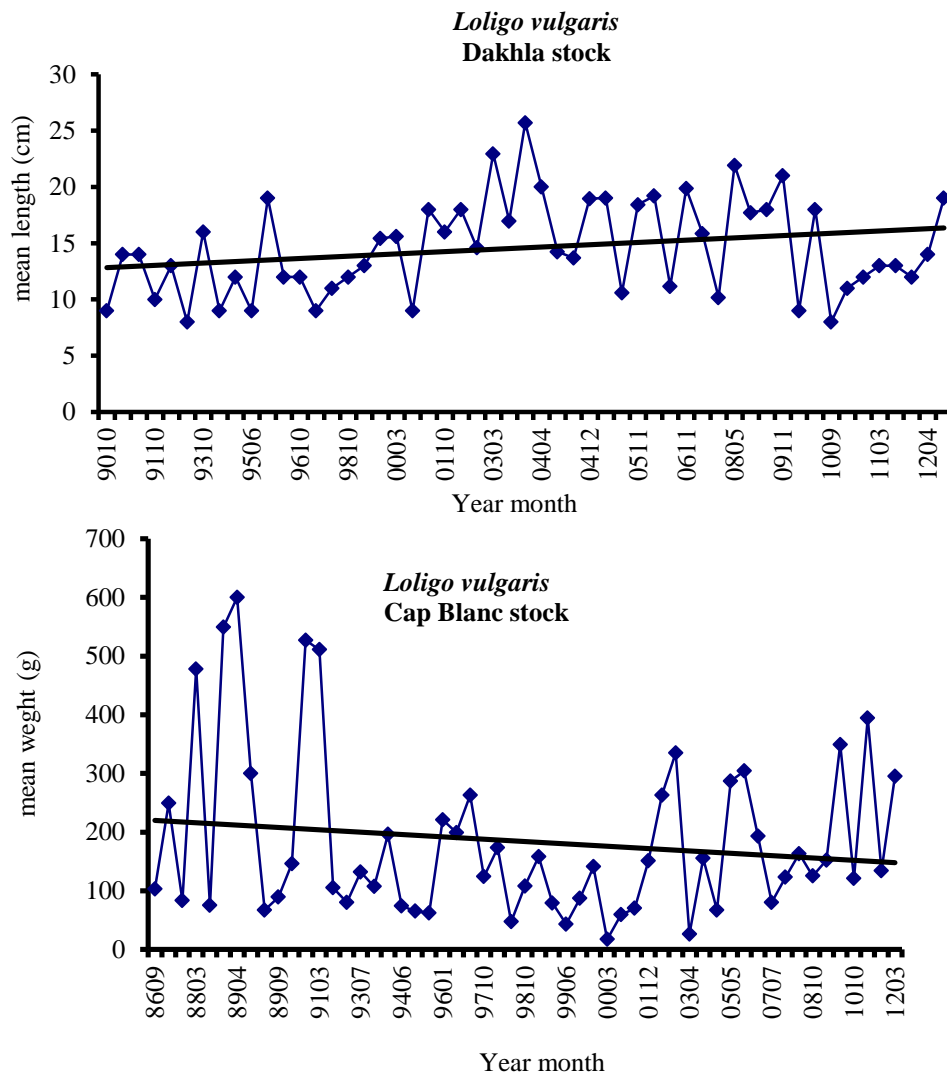 Loligo vulgaris
Dakhla stock
30
25
20
15
10
5
0
mean length (cm)
9010 91110 9310 9506 9610 9810 0003 0110 0303 0404 0412 0511 0611 0805 0911 1009 1103 1204
Year month
Loligo vulgaris
Cap Blanc stock
700
600
500
400
300
200
100
0
mean weght (g)
8609 8803 8904 8909 9103 9307 9406 9601 9710 9810 9906 0003 01112 0304 0505 0707 0810 1010 1203
Year month